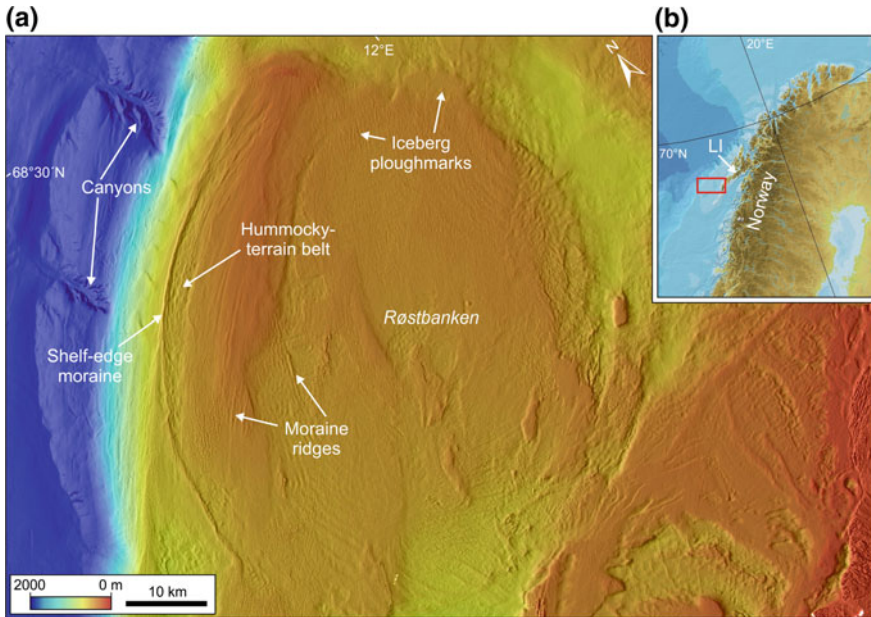 (a)
12°E
N
68°30´N
Canyons
Iceberg
ploughmarks
Hummocky-
terrain belt
Røstbanken
Shelf-edge
moraine
Moraine
ridges
2000
0 m
10 km
(b)
20°E
70°N
LI
Norway